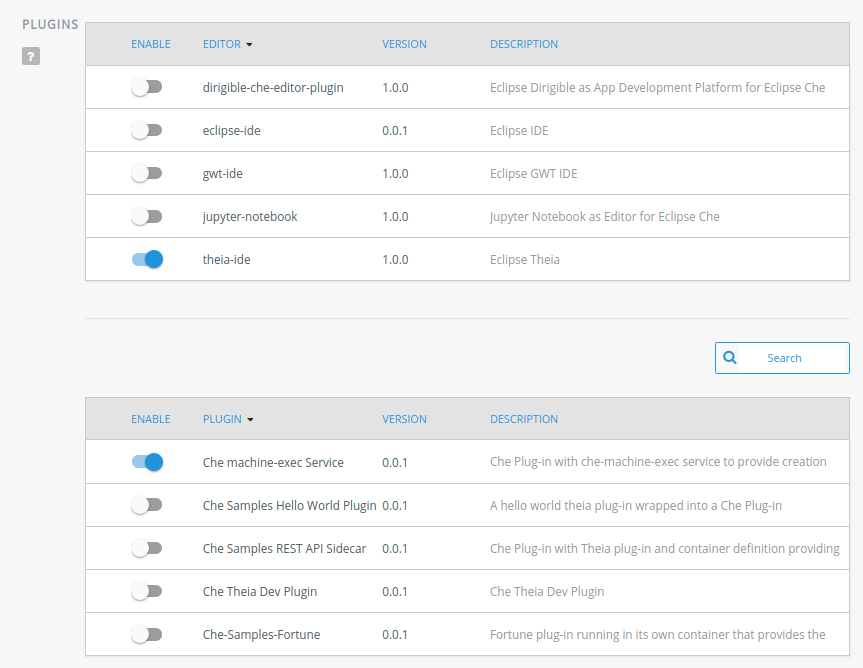 PLUGINS
?
ENABLE EDITOR VERSION DESCRIPTION
dirigible-che-editor-plugin 1.0.0 Eclipse Dirigible as App Development Platform for Eclipse Che
eclipse-ide 0.0.1 Eclipse IDE
gwt-ide 1.0.0 Eclipse GWT IDE
jupyter-notebook 1.0.0 Jupyter Notebook as Editor for Eclipse Che
theia-ide 1.0.0 Eclipse Theia
Search
ENABLE PLUGIN VERSION DESCRIPTION
Che machine-exec Service 0.0.1 Che Plug-in with che-machine-exec service to provide creation
Che Samples Hello World Plugin 0.0.1 A hello world theia plug-in wrapped into a Che Plug-in
Che Samples REST API Sidecar 0.0.1 Che Plug-in with Theia plug-in and container definition providing
Che Theia Dev Plugin 0.0.1 Che Theia Dev Plugin
Che-Samples-Fortune 0.0.1 Fortune plug-in running in its own container that provides the